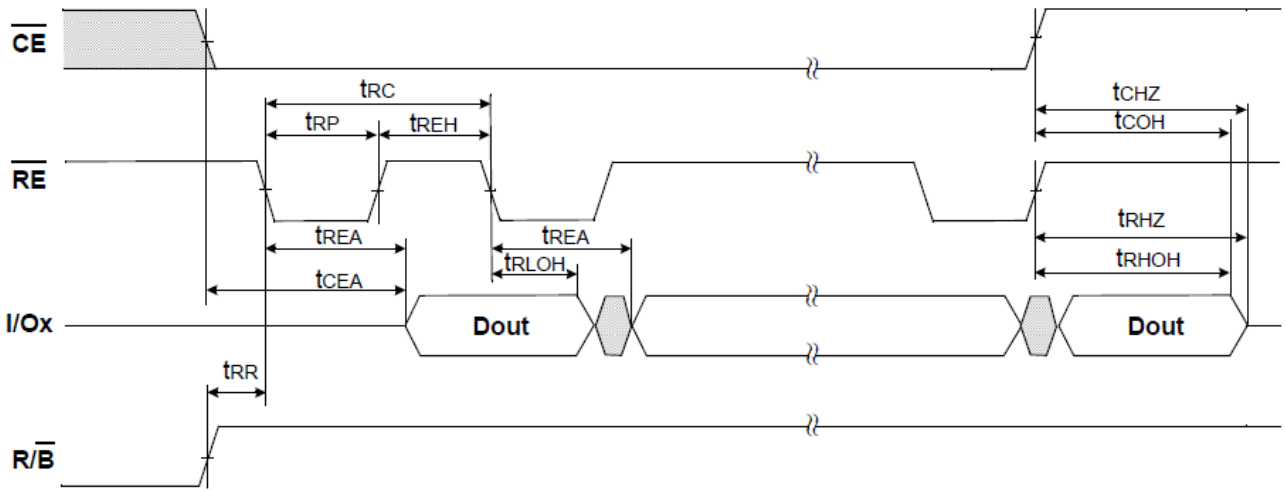 CE
tRC
tCHZ
tRP tREH
tCOH
RE
tREA tREA
tRHZ
tRLOH
tRHOH
tCEA
I/Ox
Dout Dout
tRR
R/B